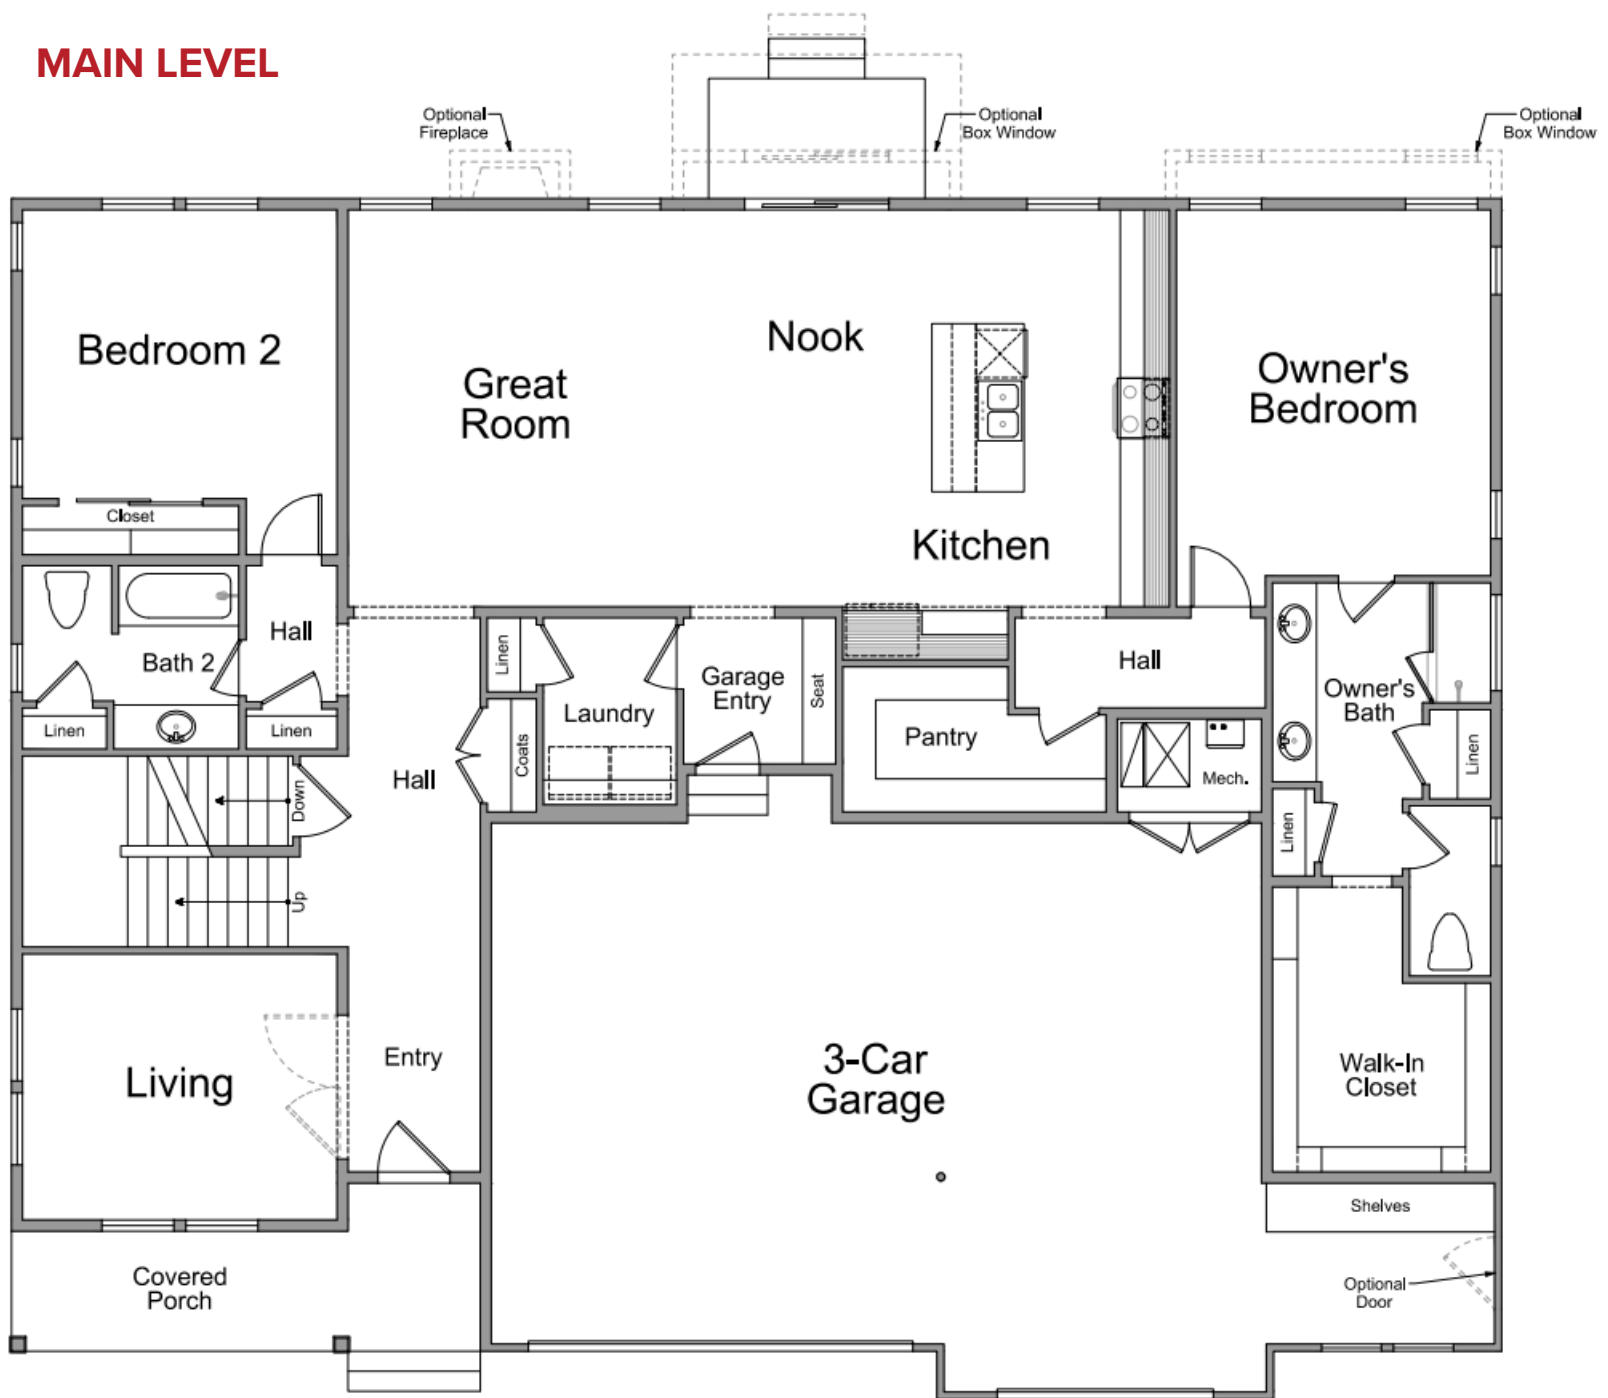 MAIN LEVEL
Optional
Fireplace
Optional
Box Window
Optional
Box Window
Bedroom 2
Great
Room
Nook
Owner's
Bedroom
Closet
Kitchen
Hall
Bath 2
Linen
Linen
Linen
Laundry
Garage
Entry
Seat
Hall
Owner's
Bath
Pantry
Mech.
Linen
Linen
Coats
Hall
Down
Up
Living
Entry
3-Car
Garage
Walk-In
Closet
Shelves
Covered
Porch
Optional
Door